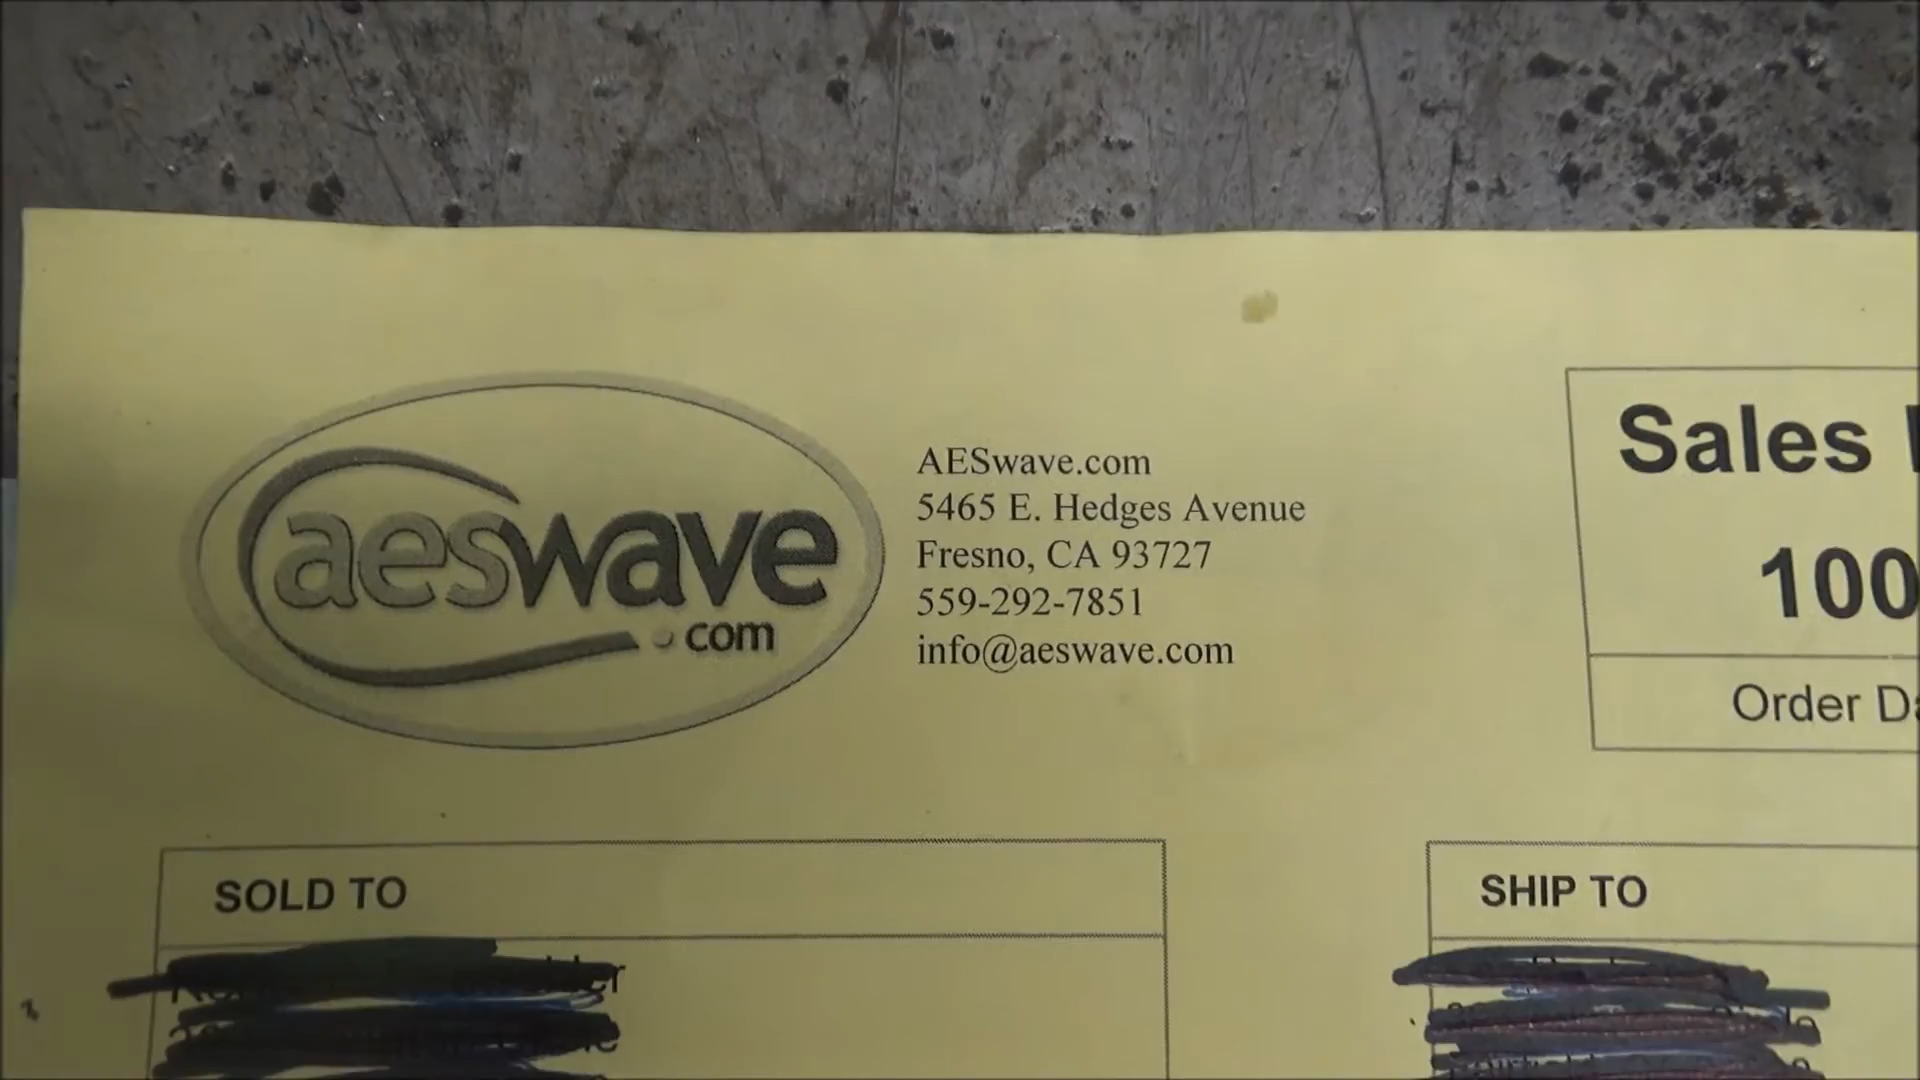 aeswave
.com
AESwave.com
5465 E. Hedges Avenue
Fresno, CA 93727
559-292-7851
info@aeswave.com
Sales
100
Order
SOLD TO
SHIP TO